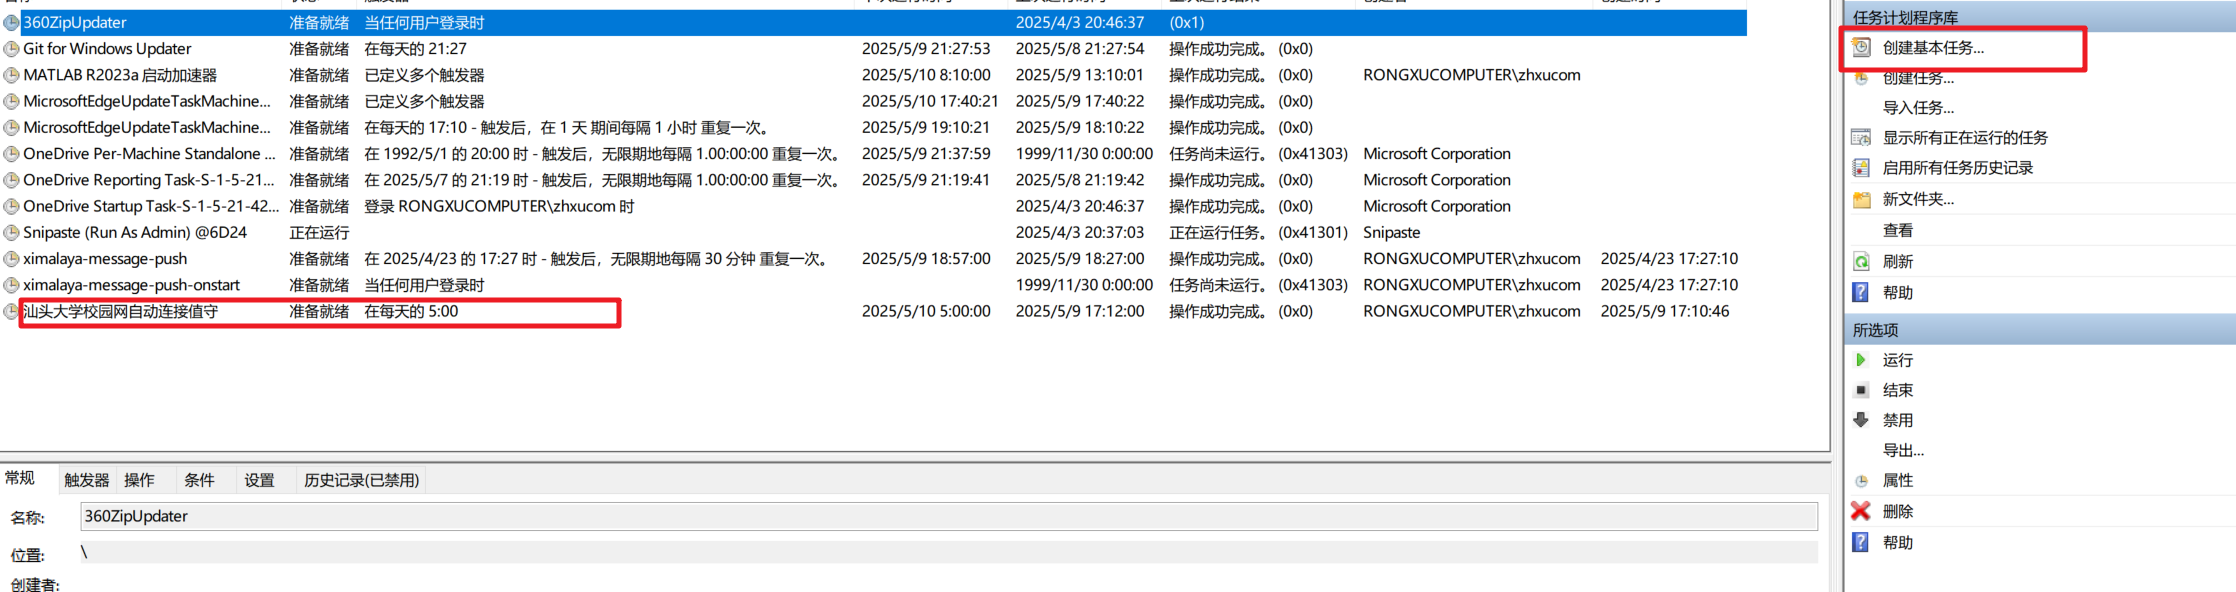 360ZipUpdater 准备就绪 当任何用户登录时 2025/4/3 20:46:37 (0x1)
Git for Windows Updater 准备就绪 在每天的 21:27 2025/5/9 21:27:53 2025/5/8 21:27:54 操作成功完成。 (0x0)
MATLAB R2023a 启动加速器 准备就绪 已定义多个触发器 2025/5/10 8:10:00 2025/5/9 13:10:01 操作成功完成。 (0x0) RONGXUCOMPUTER\zhxucom
MicrosoftEdgeUpdateTaskMachine... 准备就绪 已定义多个触发器 2025/5/10 17:40:21 2025/5/9 17:40:22 操作成功完成。 (0x0)
MicrosoftEdgeUpdateTaskMachine... 准备就绪 在每天的 17:10 - 触发后，在 1 天 期间每隔 1 小时 重复一次。 2025/5/9 19:10:21 2025/5/9 18:10:22 操作成功完成。 (0x0)
OneDrive Per-Machine Standalone ... 准备就绪 在 1992/5/1 的 20:00 时 - 触发后，无限期地每隔 1.00:00:00 重复一次。 2025/5/9 21:37:59 1999/11/30 0:00:00 任务尚未运行。 (0x41303) Microsoft Corporation
OneDrive Reporting Task-S-1-5-21... 准备就绪 在 2025/5/7 的 21:19 时 - 触发后，无限期地每隔 1.00:00:00 重复一次。 2025/5/9 21:19:41 2025/5/8 21:19:42 操作成功完成。 (0x0) Microsoft Corporation
OneDrive Startup Task-S-1-5-21-42... 准备就绪 登录 RONGXUCOMPUTER\zhxucom 时 2025/4/3 20:46:37 操作成功完成。 (0x0) Microsoft Corporation
Snipaste (Run As Admin) @6D24 正在运行 2025/4/3 20:37:03 正在运行任务。 (0x41301) Snipaste
ximalaya-message-push 准备就绪 在 2025/4/23 的 17:27 时 - 触发后，无限期地每隔 30 分钟 重复一次。 2025/5/9 18:57:00 2025/5/9 18:27:00 操作成功完成。 (0x0) RONGXUCOMPUTER\zhxucom 2025/4/23 17:27:10
ximalaya-message-push-onstart 准备就绪 当任何用户登录时 1999/11/30 0:00:00 任务尚未运行。 (0x41303) RONGXUCOMPUTER\zhxucom 2025/4/23 17:27:10
汕头大学校园网自动连接值守 准备就绪 在每天的 5:00 2025/5/10 5:00:00 2025/5/9 17:12:00 操作成功完成。 (0x0) RONGXUCOMPUTER\zhxucom 2025/5/9 17:10:46
常规 触发器 操作 条件 设置 历史记录(已禁用)
名称: 360ZipUpdater
位置: \
创建者:
任务计划程序库
创建基本任务...
创建任务...
导入任务...
显示所有正在运行的任务
启用所有任务历史记录
新文件夹...
查看
刷新
帮助
所选项
运行
结束
禁用
导出...
属性
删除
帮助